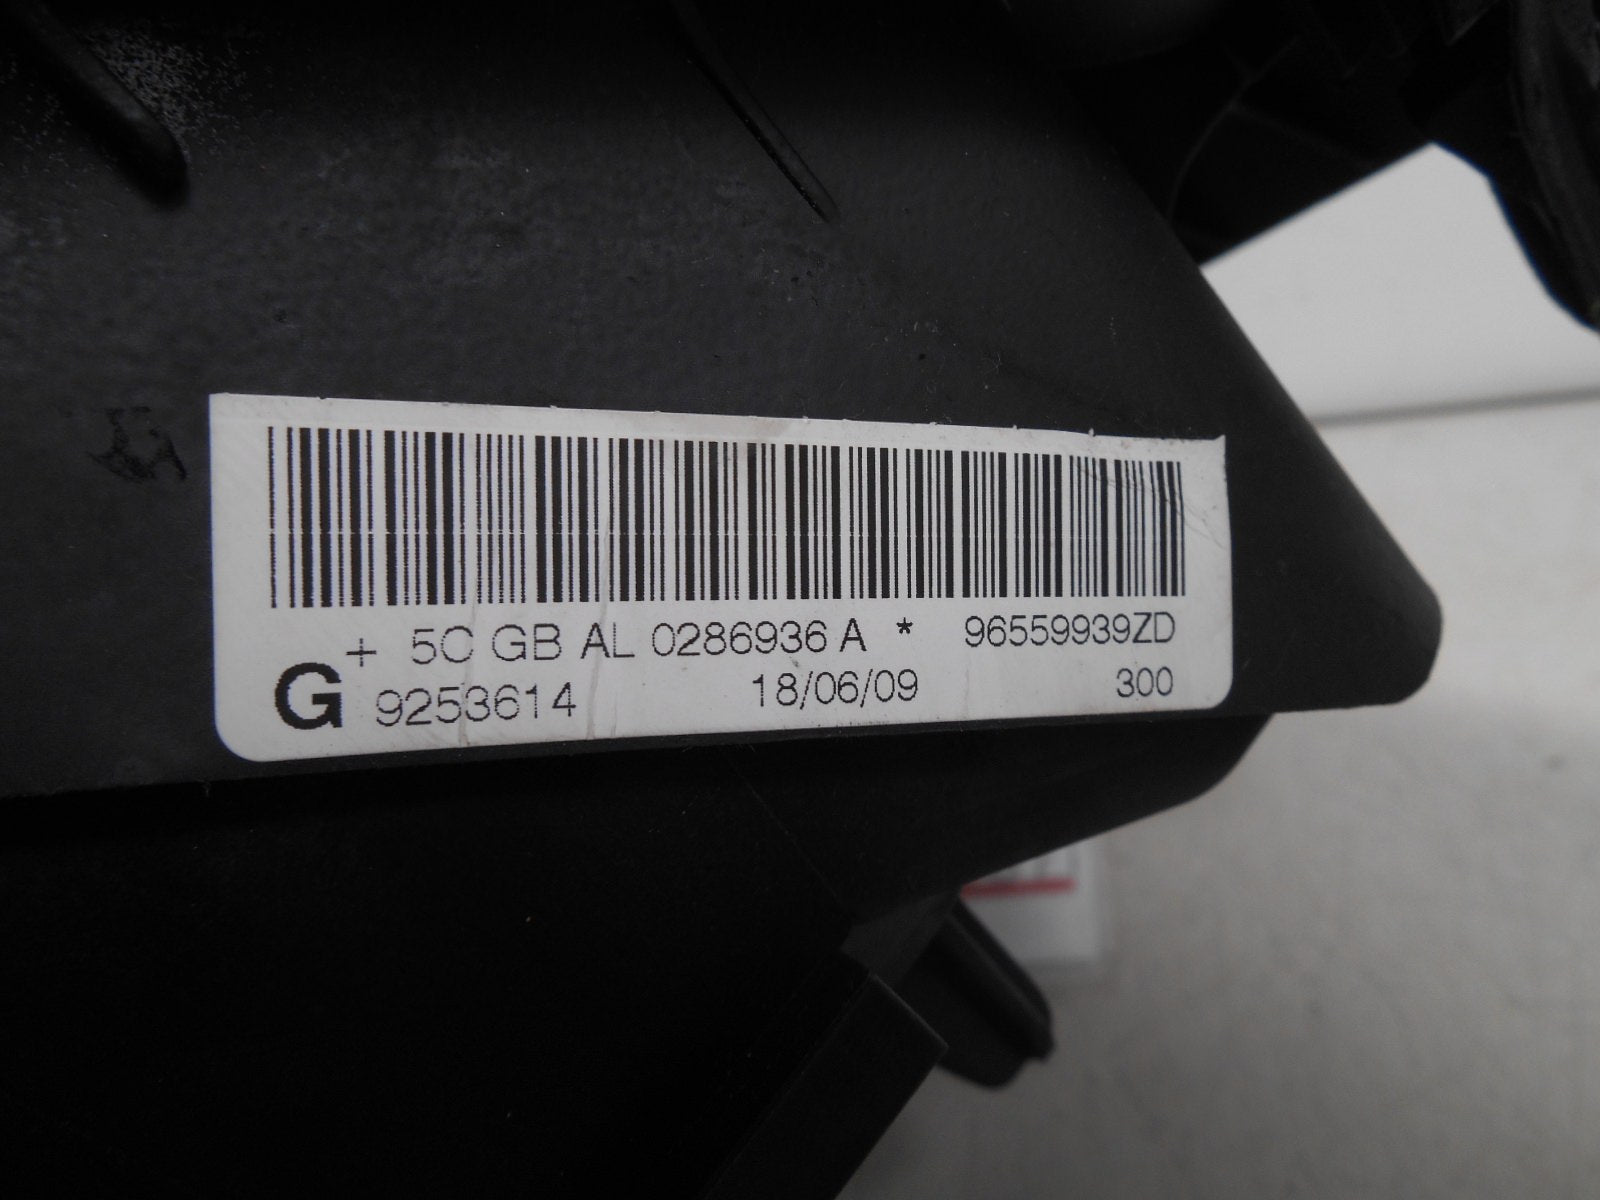 + 5C GB AL 0286936 A * 96559939ZD
G 9253614 18/06/09 300